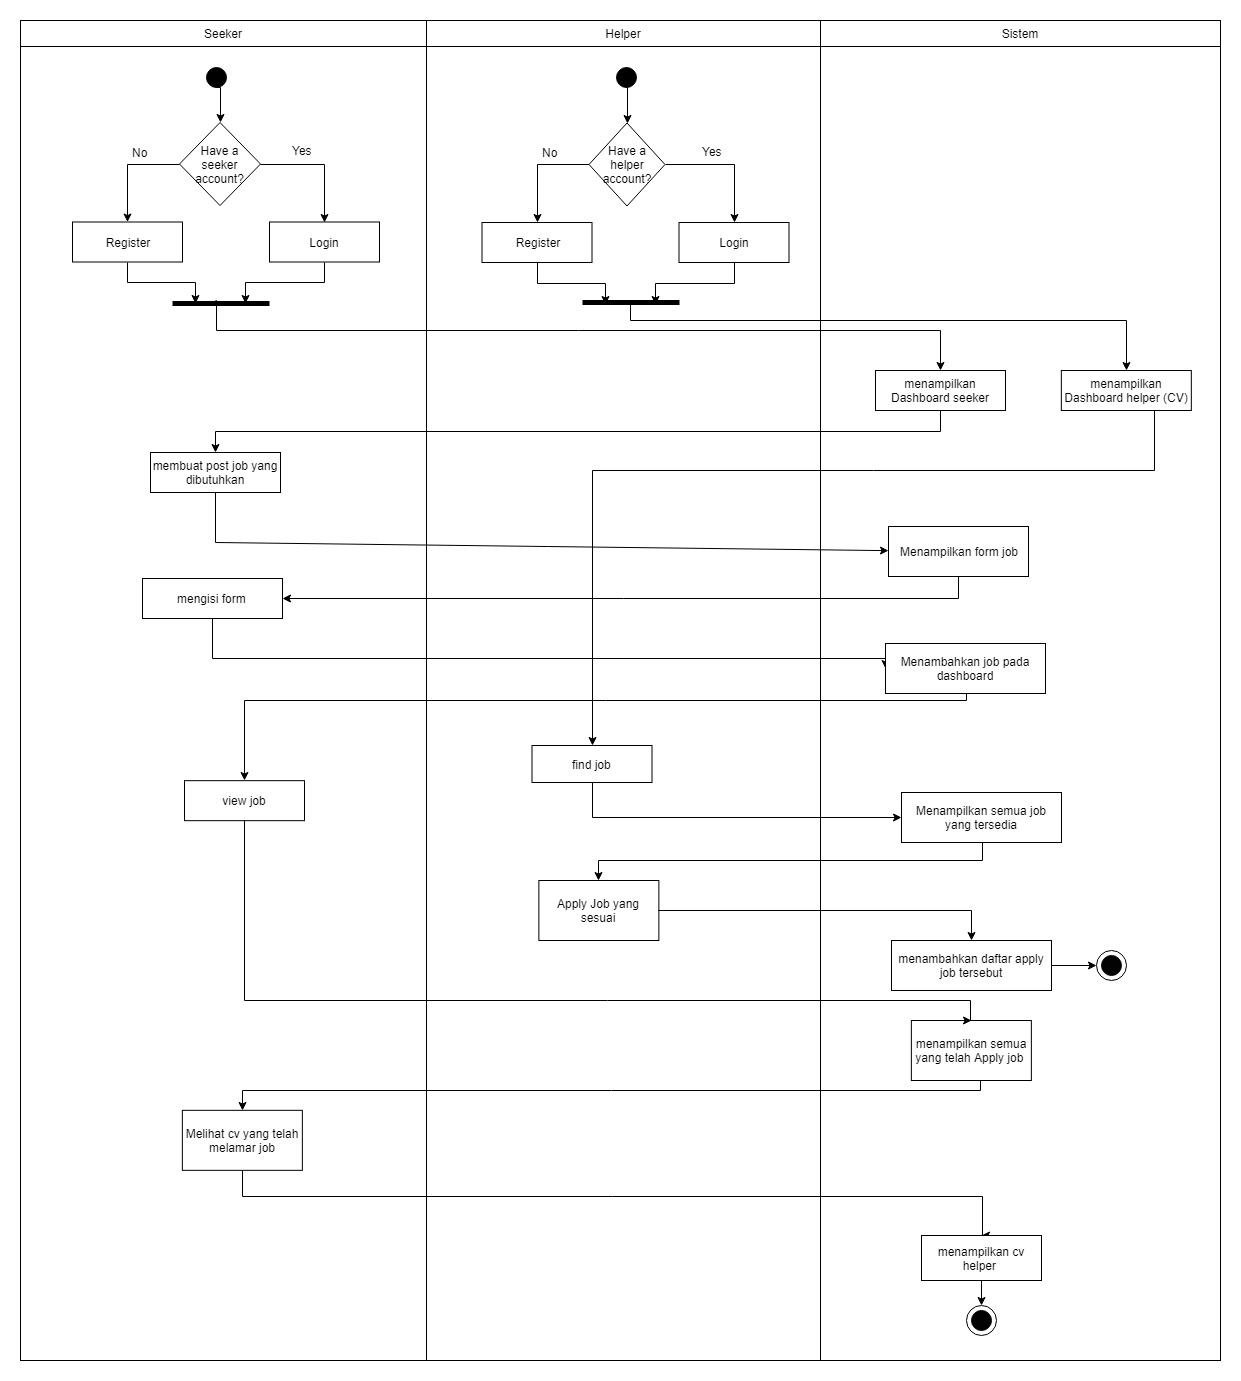 Seeker
Helper
Sistem
Have a
seeker
account?
No
Yes
Have a
helper
account?
No
Yes
Register
Login
Register
Login
menampilkan
Dashboard seeker
menampilkan
Dashboard helper (CV)
membuat post job yang
dibutuhkan
Menampilkan form job
mengisi form
Menambahkan job pada
dashboard
find job
view job
Menampilkan semua job
yang tersedia
Apply Job yang
sesuai
menambahkan daftar apply
job tersebut
menampilkan semua
yang telah Apply job
Melihat cv yang telah
melamar job
menampilkan cv
helper